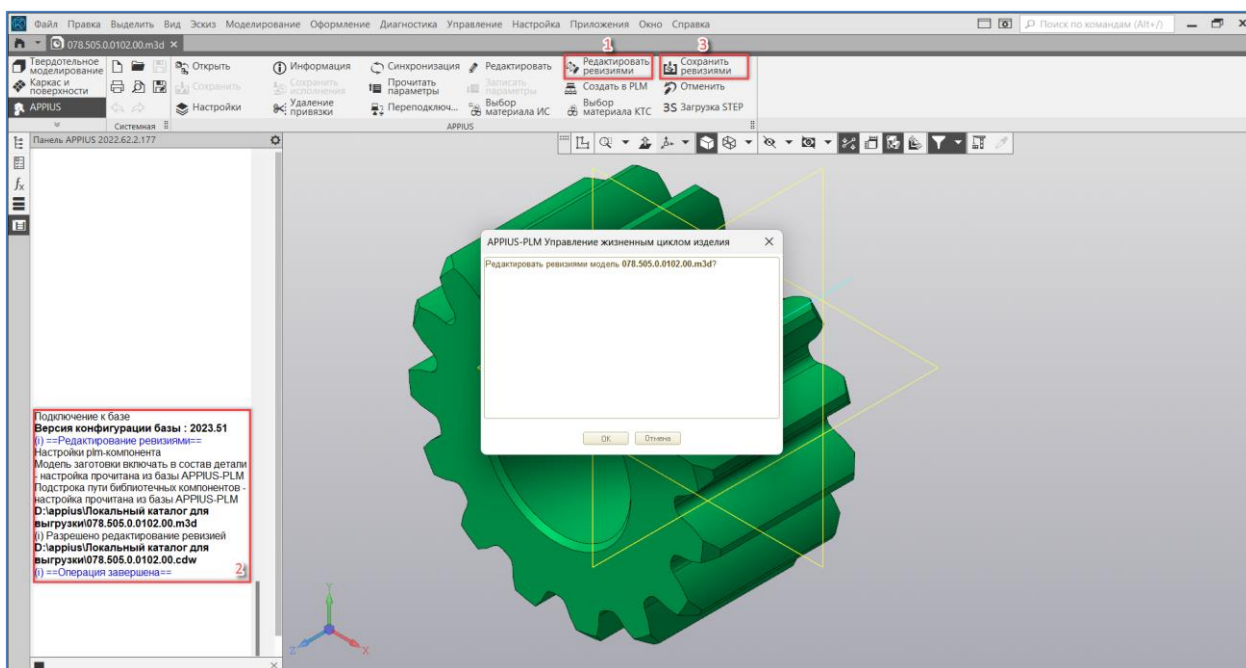 Файл Правка Выделить Вид Эскиз Моделирование Оформление Диагностика Управление Настройка Приложения Окно Справка
Поиск по командам (Alt+/)
078.505.0.0102.00.m3d
1
3
Твердотельное моделирование
Каркас и поверхности
APPIUS
Системная
Открыть
Сохранить
Настройки
Информация
Сохранить исполнения
Удаление привязки
Синхронизация
Прочитать параметры
Переподключ...
Редактировать
Записать параметры
Выбор материала ИС
Редактировать ревизиями
Создать в PLM
Выбор материала КТС
Сохранить ревизиями
Отменить
3S Загрузка STEP
APPIUS
Панель APPIUS 2022.62.2.177
APPIUS-PLM Управление жизненным циклом изделия
Редактировать ревизиями модель 078.505.0.0102.00.m3d?
OK Отмена
Подключение к базе
Версия конфигурации базы : 2023.51
(i) ==Редактирование ревизиями==
Настройки plm-компонента
Модель заготовки включать в состав детали
- настройка прочитана из базы APPIUS-PLM
Подстрока пути библиотечных компонентов -
настройка прочитана из базы APPIUS-PLM
D:\appius\Локальный каталог для
выгрузки\078.505.0.0102.00.m3d
(i) Разрешено редактирование ревизией
D:\appius\Локальный каталог для
выгрузки\078.505.0.0102.00.cdw
(i) ==Операция завершена==
2
Y
Z
X